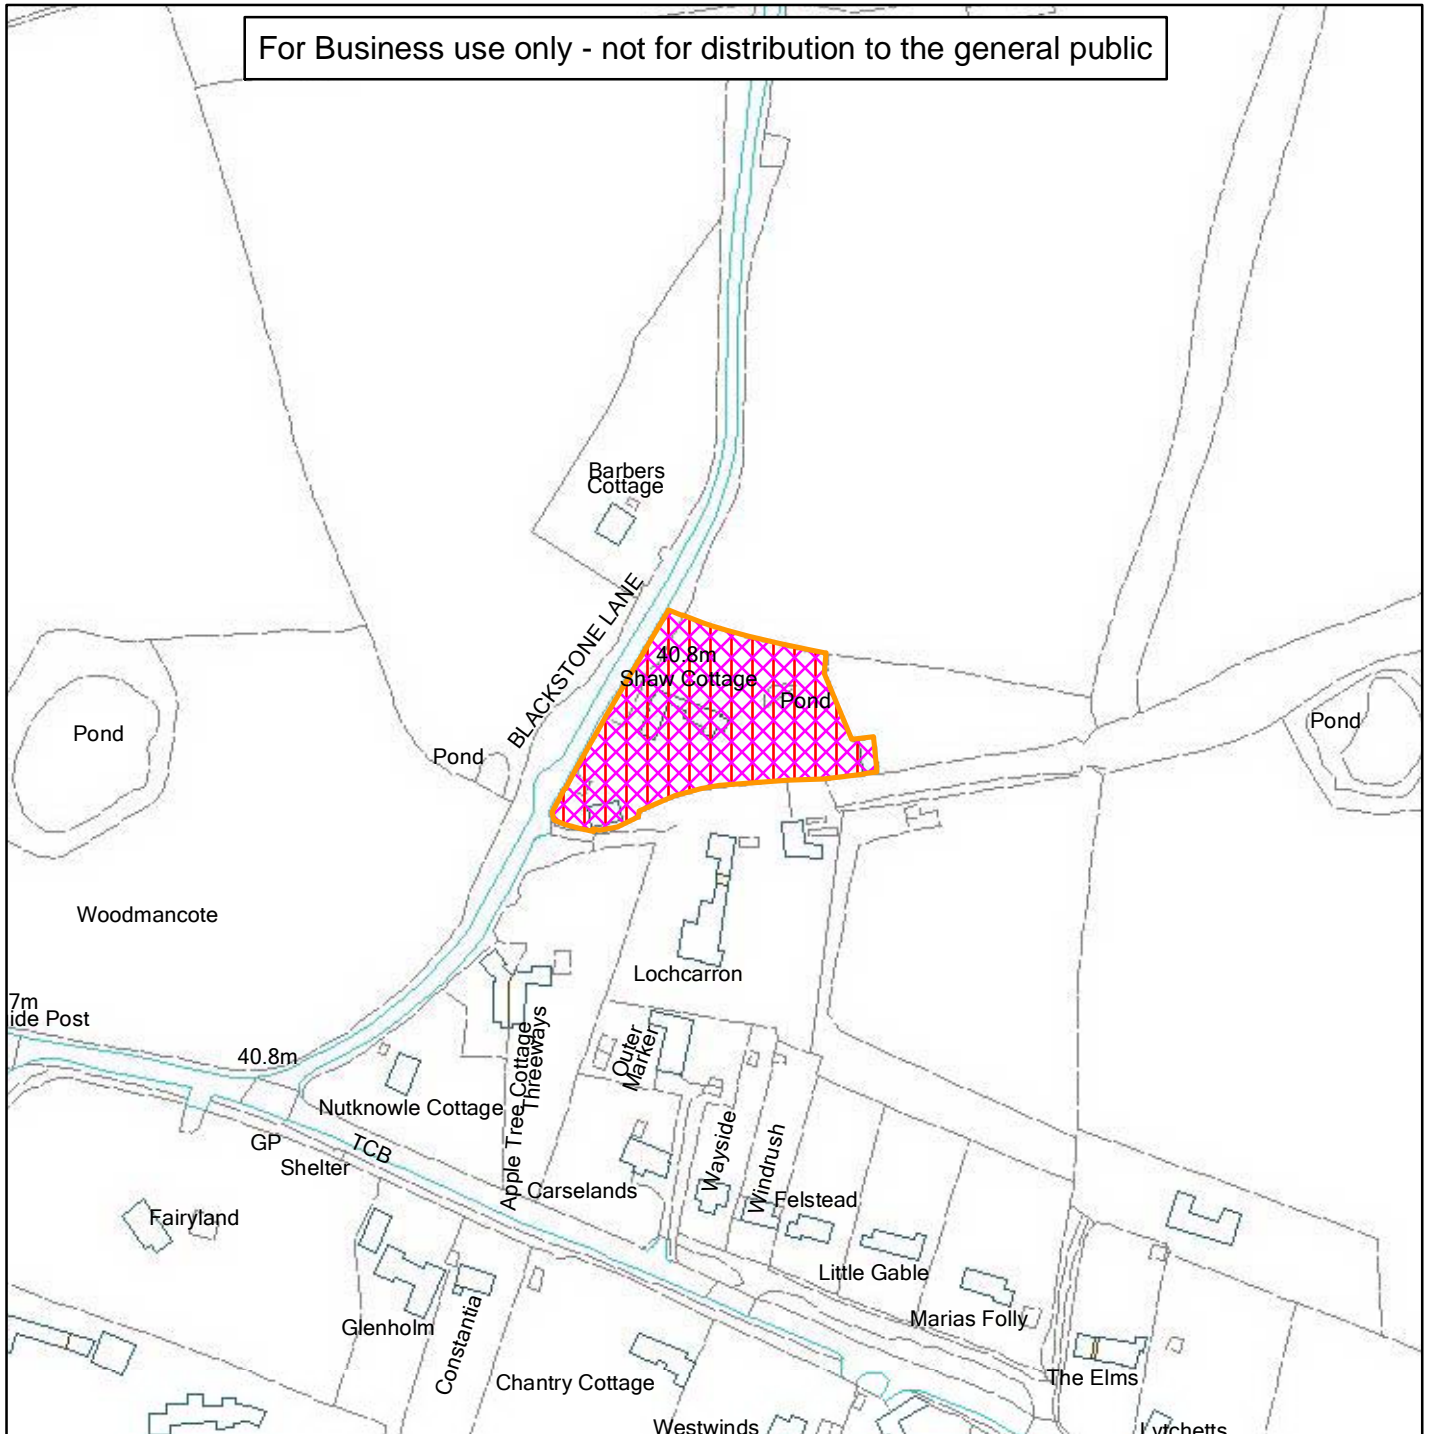 For Business use only - not for distribution to the general public
Barbers
Cottage
BLACKSTONE LANE
40.8m
Shaw Cottage
Pond
Pond
Pond
Pond
Woodmancote
Lochcarron
7m
ide Post
40.8m
Outer
Marker
Apple Tree Cottage
Threeways
Nutknowle Cottage
TCB
GP
Shelter
Wayside
Windrush
Carselands
Felstead
Fairyland
Little Gable
Marias Folly
Glenholm
Constantia
The Elms
Chantry Cottage
Westwinds
Lytchetts